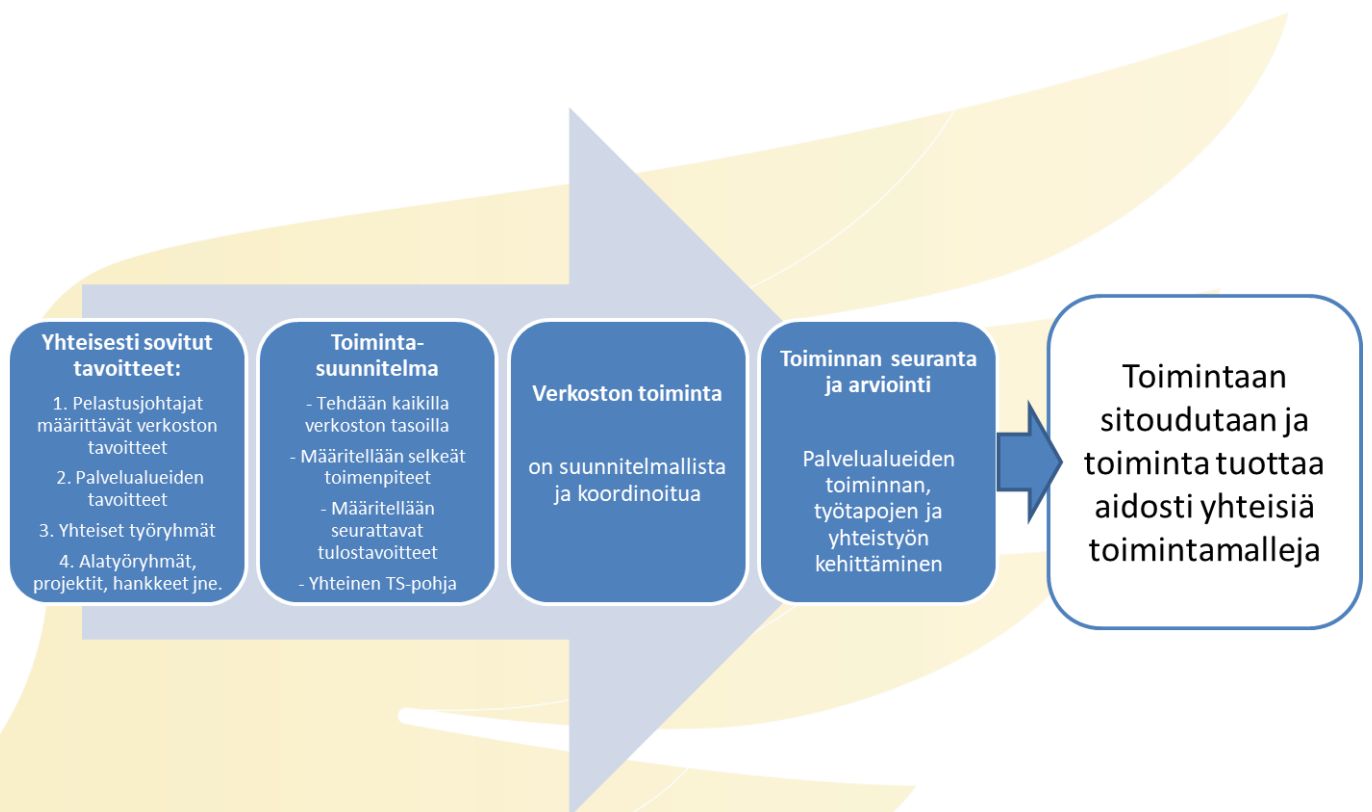 Yhteisesti sovitut
tavoitteet:
1. Pelastusjohtajat
määrittävät verkoston
tavoitteet
2. Palvelualueiden
tavoitteet
3. Yhteiset työryhmät
4. Alatyöryhmät,
projektit, hankkeet jne.
Toiminta-
suunnitelma
- Tehdään kaikilla
verkoston tasoilla
- Määritellään selkeät
toimenpiteet
- Määritellään
seurattavat
tulostavoitteet
- Yhteinen TS-pohja
Verkoston toiminta
on suunnitelmallista
ja koordinoitua
Toiminnan seuranta
ja arviointi
Palvelualueiden
toiminnan,
työtapojen ja
yhteistyön
kehittäminen
Toimintaan
sitoudutaan ja
toiminta tuottaa
aidosti yhteisiä
toimintamalleja